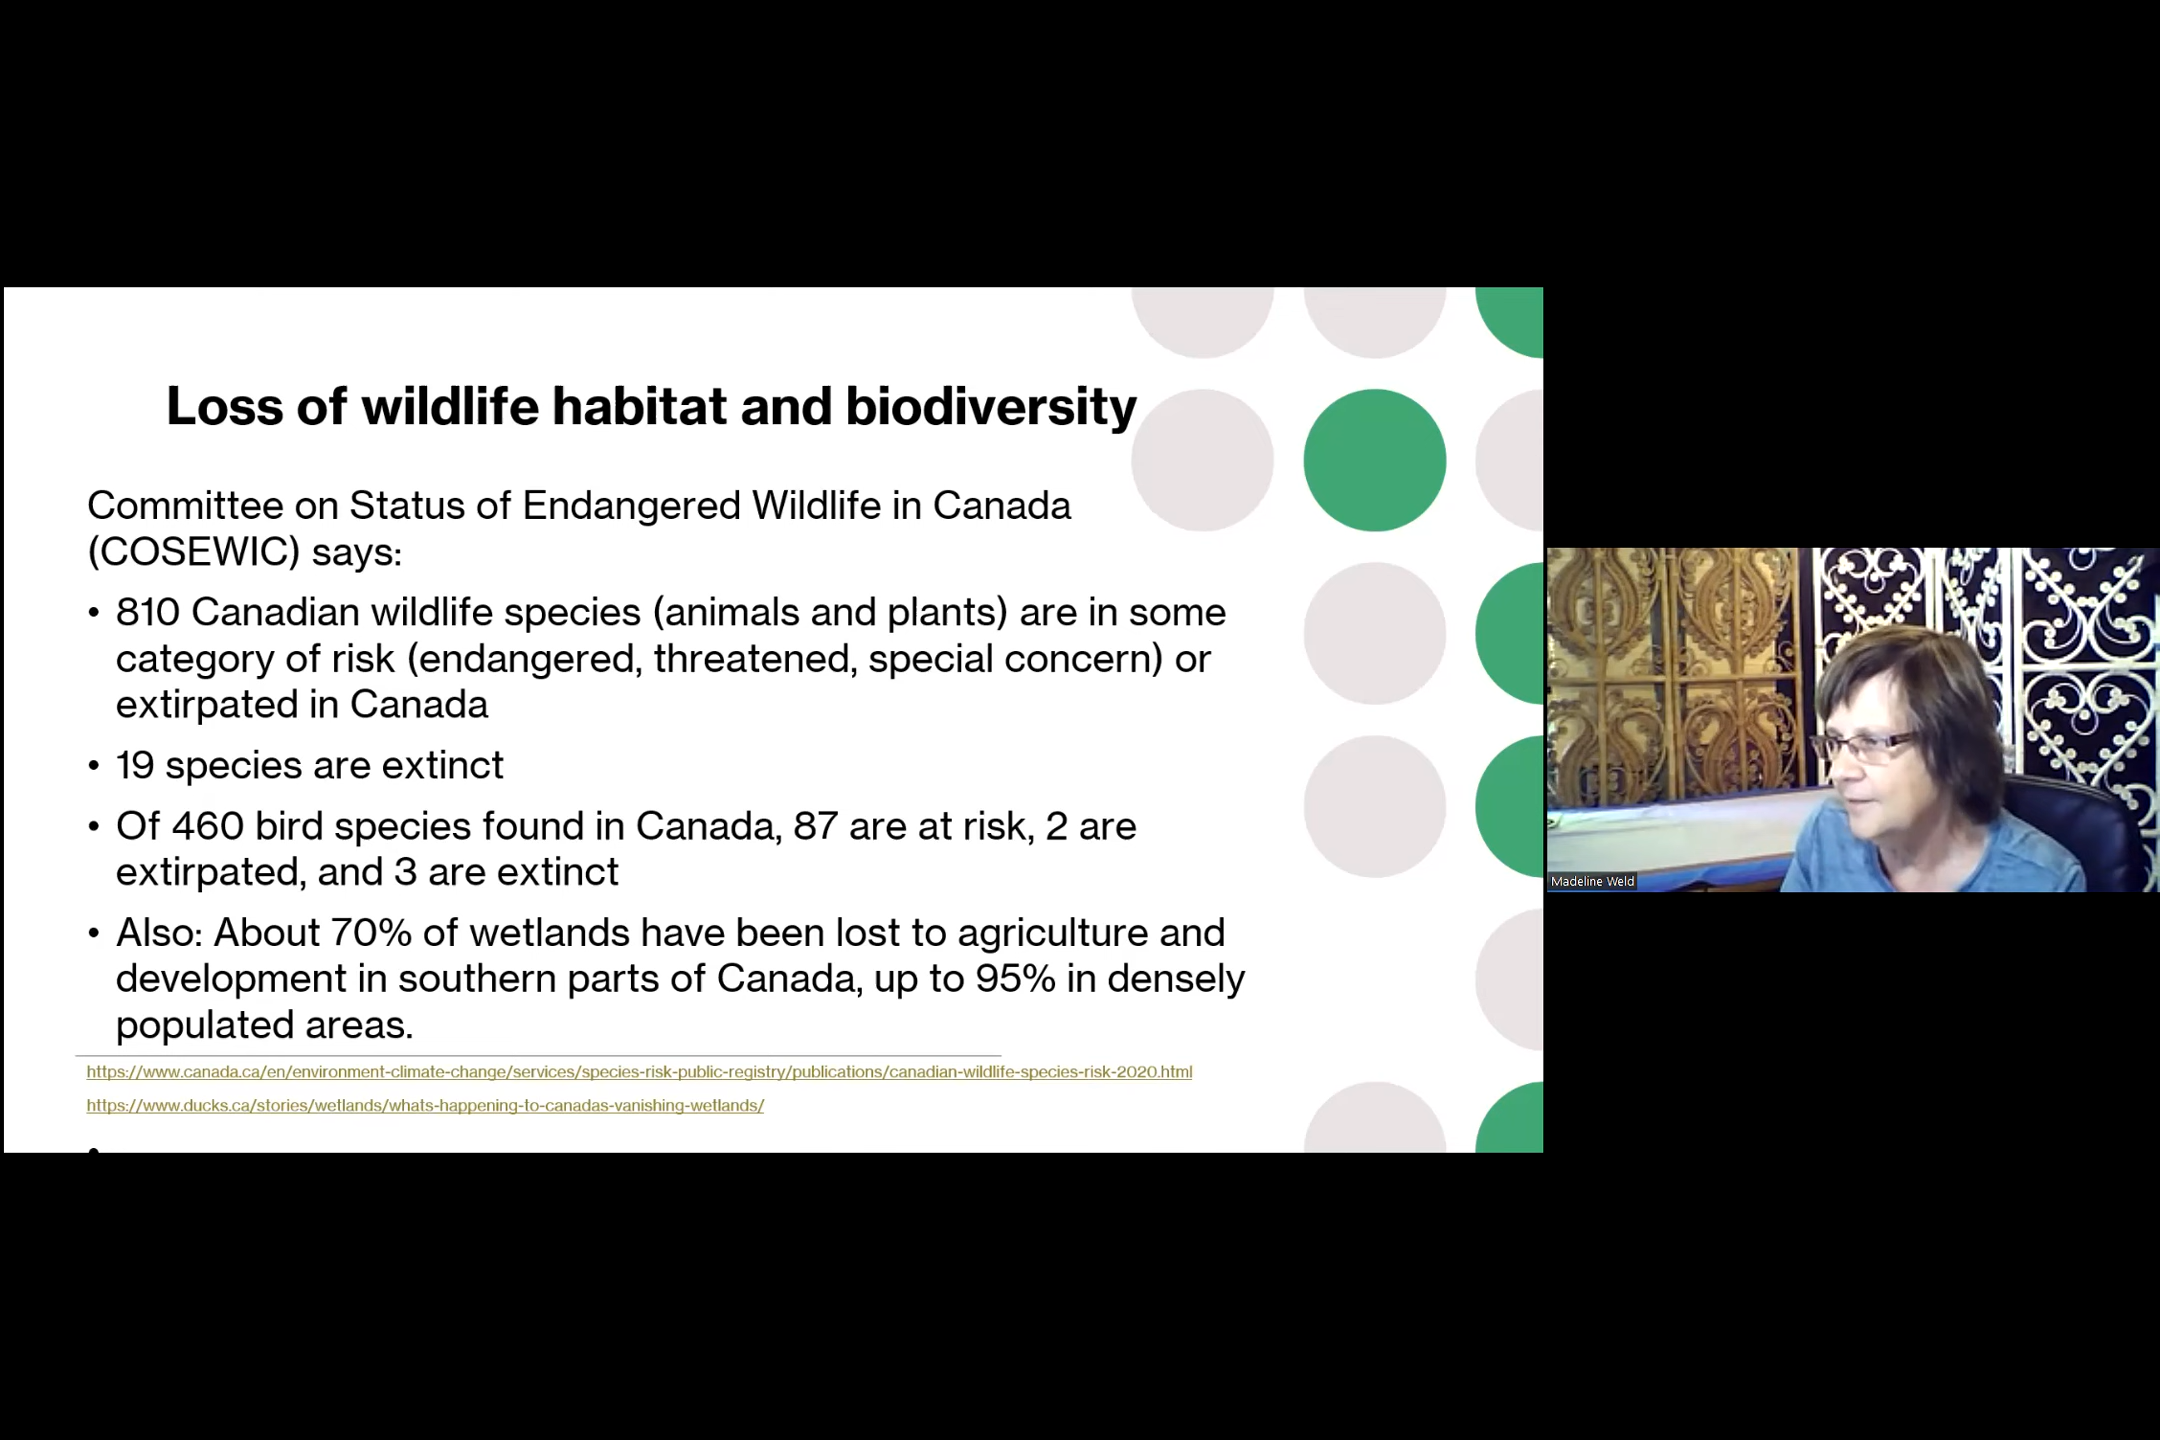 Loss of wildlife habitat and biodiversity
Committee on Status of Endangered Wildlife in Canada
(COSEWIC) says:
• 810 Canadian wildlife species (animals and plants) are in some
category of risk (endangered, threatened, special concern) or
extirpated in Canada
• 19 species are extinct
• Of 460 bird species found in Canada, 87 are at risk, 2 are
extirpated, and 3 are extinct
• Also: About 70% of wetlands have been lost to agriculture and
development in southern parts of Canada, up to 95% in densely
populated areas.
https://www.canada.ca/en/environment-climate-change/services/species-risk-public-registry/publications/canadian-wildlife-species-risk-2020.html
https://www.ducks.ca/stories/wetlands/whats-happening-to-canadas-vanishing-wetlands/
Madeline Weld